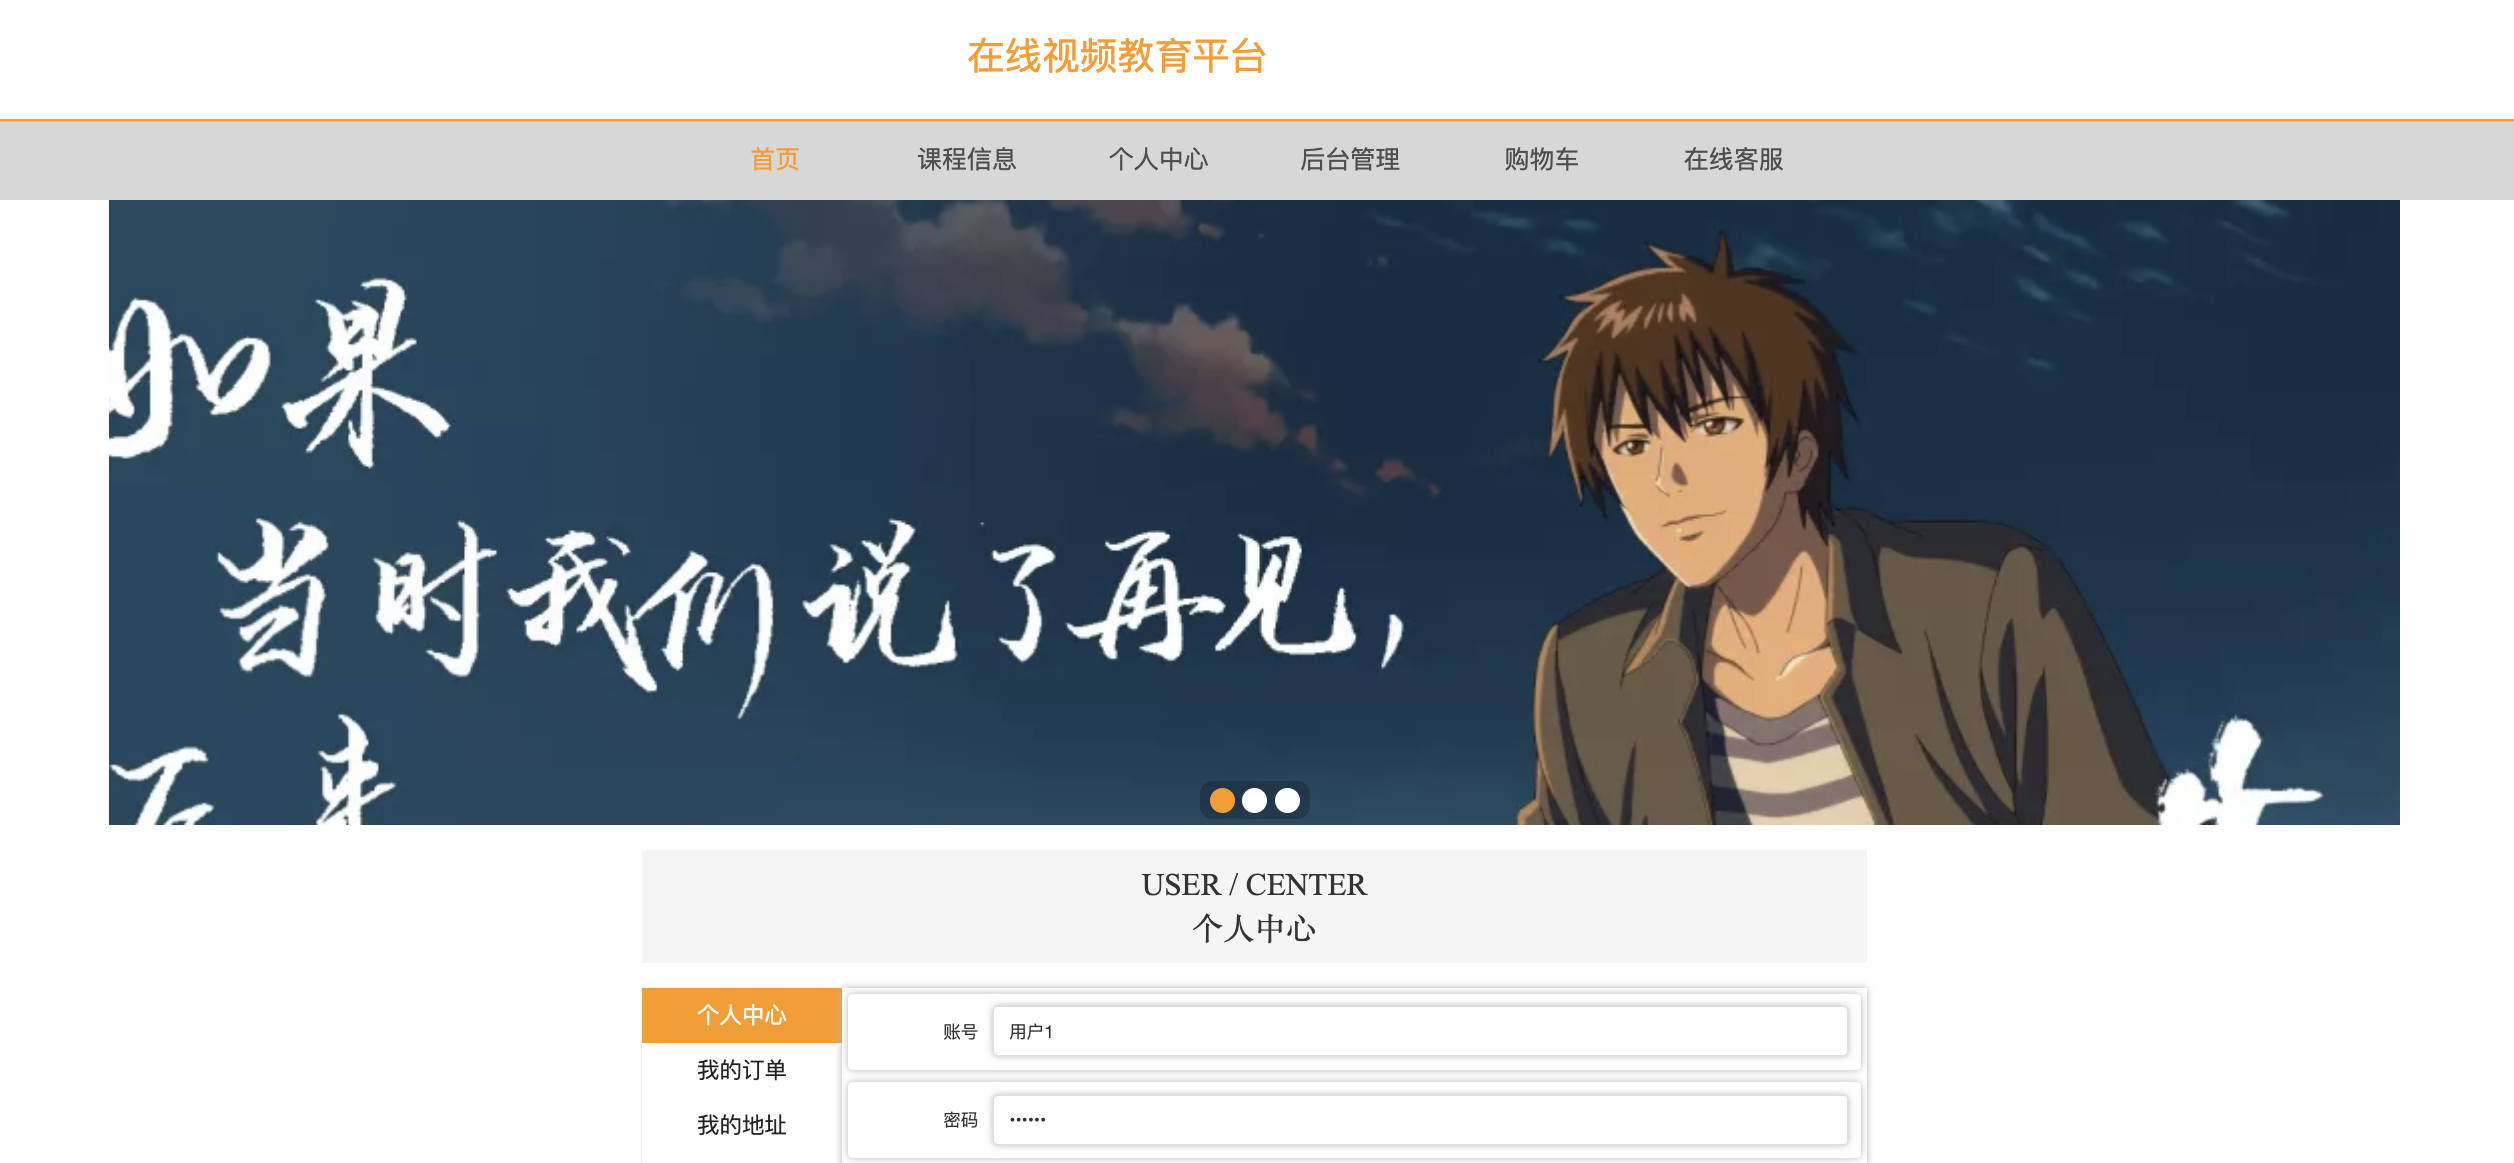 在线视频教育平台
首页 课程信息 个人中心 后台管理 购物车 在线客服
如果
当时我们说了再见，
后来
USER / CENTER
个人中心
个人中心
账号 用户1
我的订单
密码 ••••••
我的地址